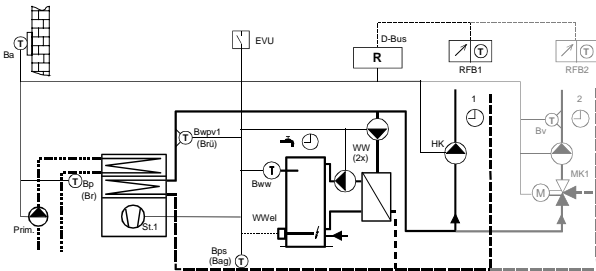 T
Ba
EVU
D-Bus
R
T
RFB1
T
RFB2
1
2
Bwpv1
(Brü)
T
WW
(2x)
HK
T
Bv
T
Bp
(Br)
T
Bww
MK1
M
St.1
WWel
Prim.
Bps
(Bag)
T